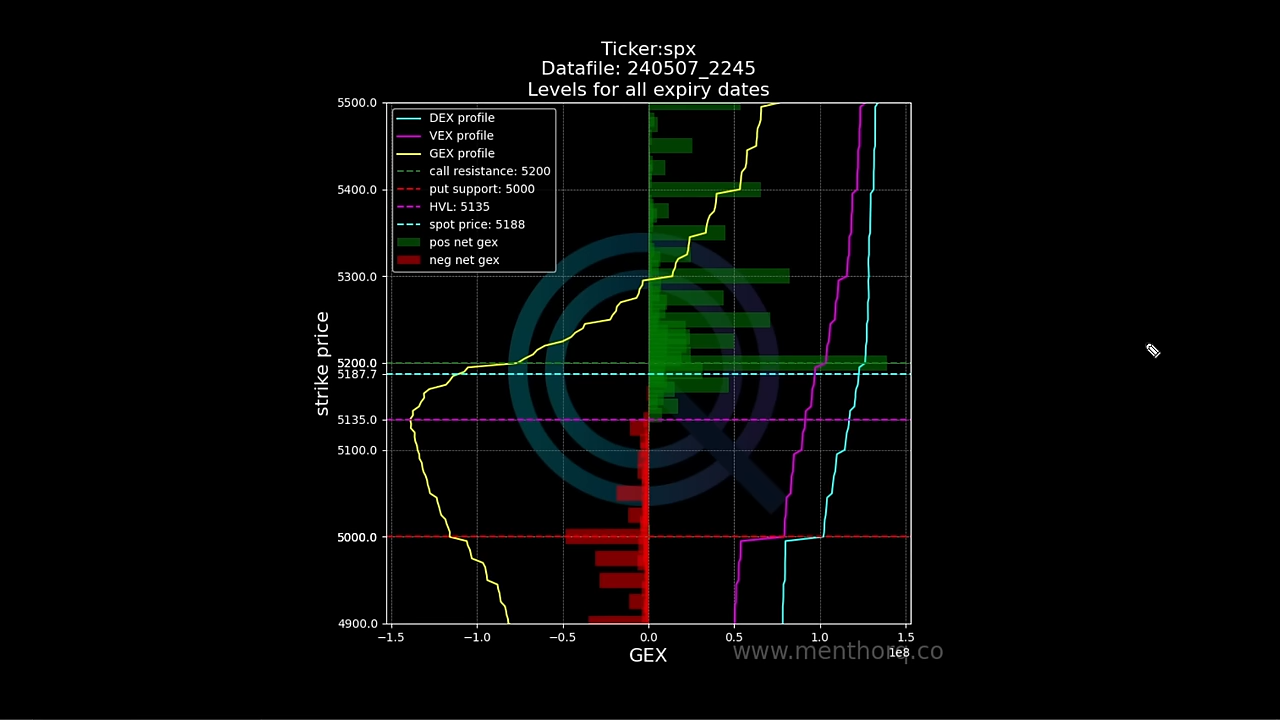 Ticker:spx
Datafile: 240507_2245
Levels for all expiry dates
DEX profile
VEX profile
GEX profile
call resistance: 5200
put support: 5000
HVL: 5135
spot price: 5188
pos net gex
neg net gex
strike price
5500.0
5400.0
5300.0
5200.0
5187.7
5135.0
5100.0
5000.0
4900.0
−1.5 −1.0 −0.5 0.0 0.5 1.0 1.5
1e8
GEX
www.menthorq.co